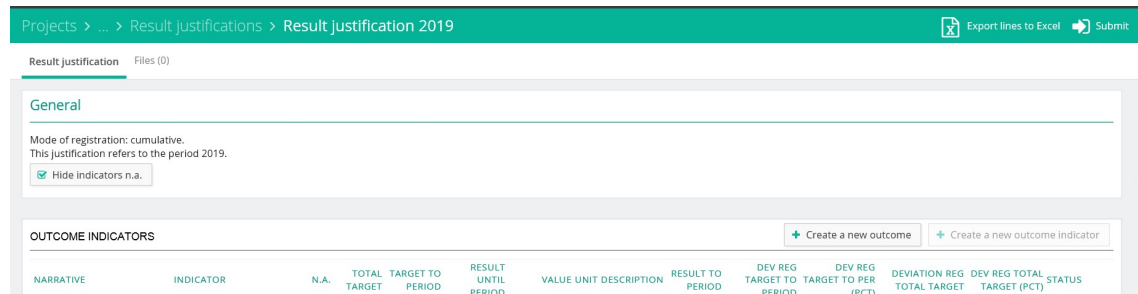 Projects > ... > Result justifications > Result justification 2019
Export lines to Excel
Submit
Result justification
Files (0)
General
Mode of registration: cumulative.
This justification refers to the period 2019.
Hide indicators n.a.
OUTCOME INDICATORS
+ Create a new outcome
+ Create a new outcome indicator
NARRATIVE
INDICATOR
N.A.
TOTAL
TARGET
TARGET TO
PERIOD
RESULT
UNTIL
PERIOD
VALUE UNIT DESCRIPTION
RESULT TO
PERIOD
DEV REG
TARGET TO
PERIOD
DEV REG
TARGET TO PER
(PCT)
DEVIATION REG
TOTAL TARGET
DEV REG TOTAL
TARGET (PCT)
STATUS